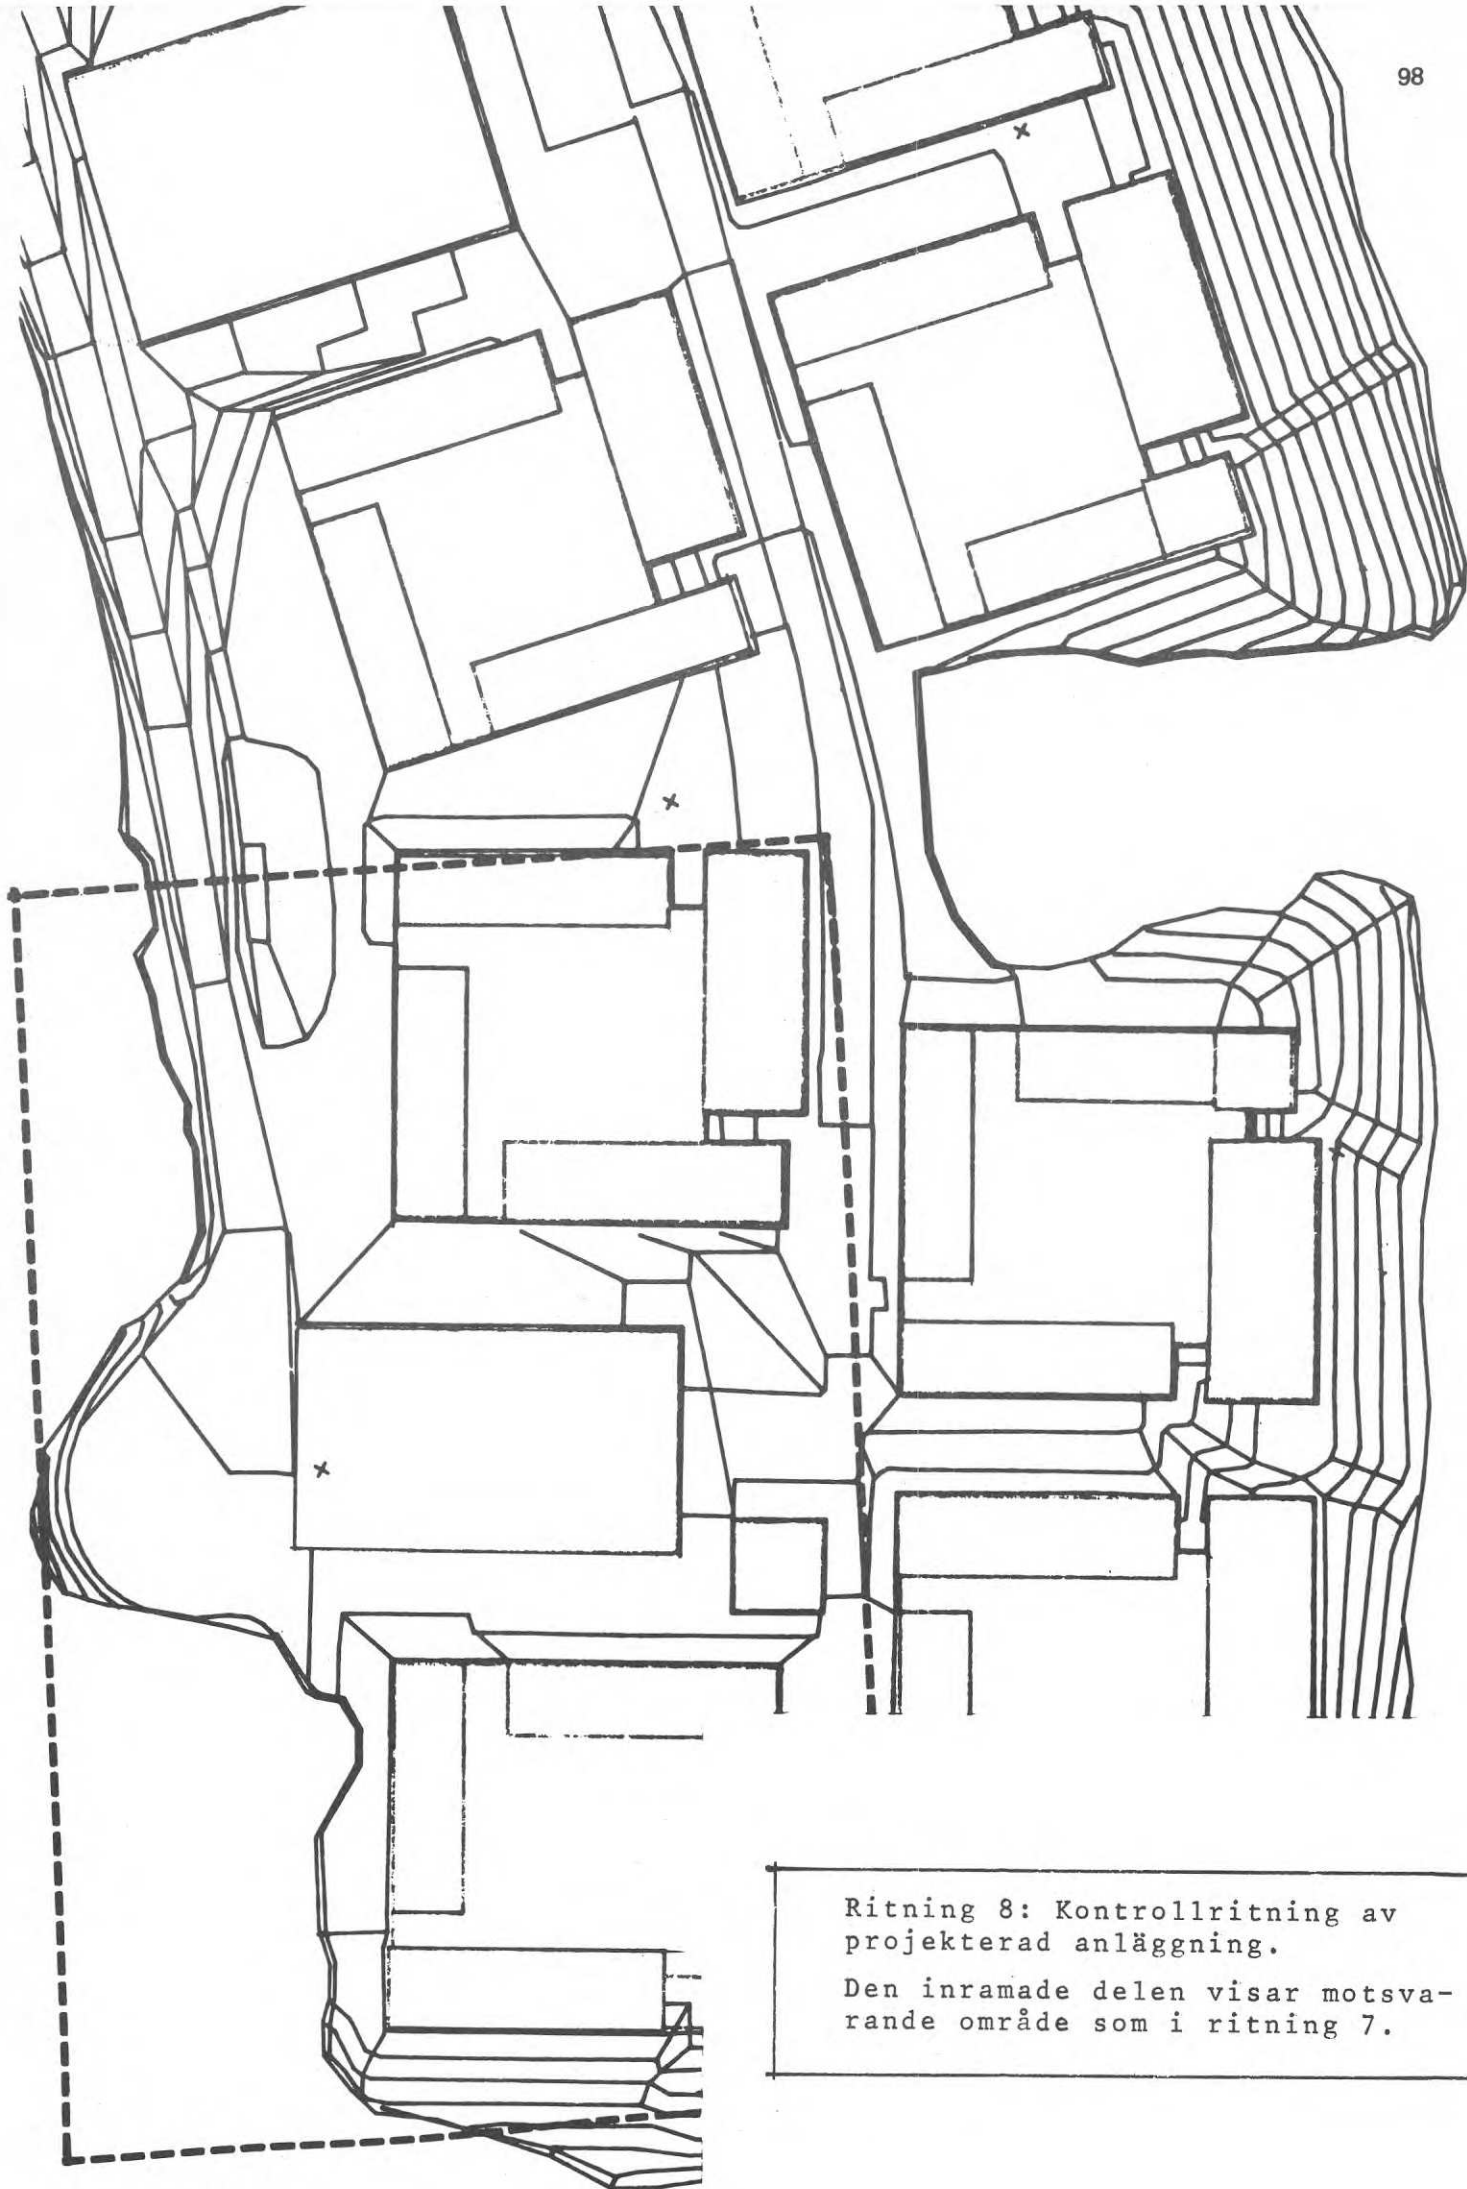 98
Ritning 8: Kontrollritning av
projekterad anläggning.
Den inramade delen visar motsva-
rande område som i ritning 7.